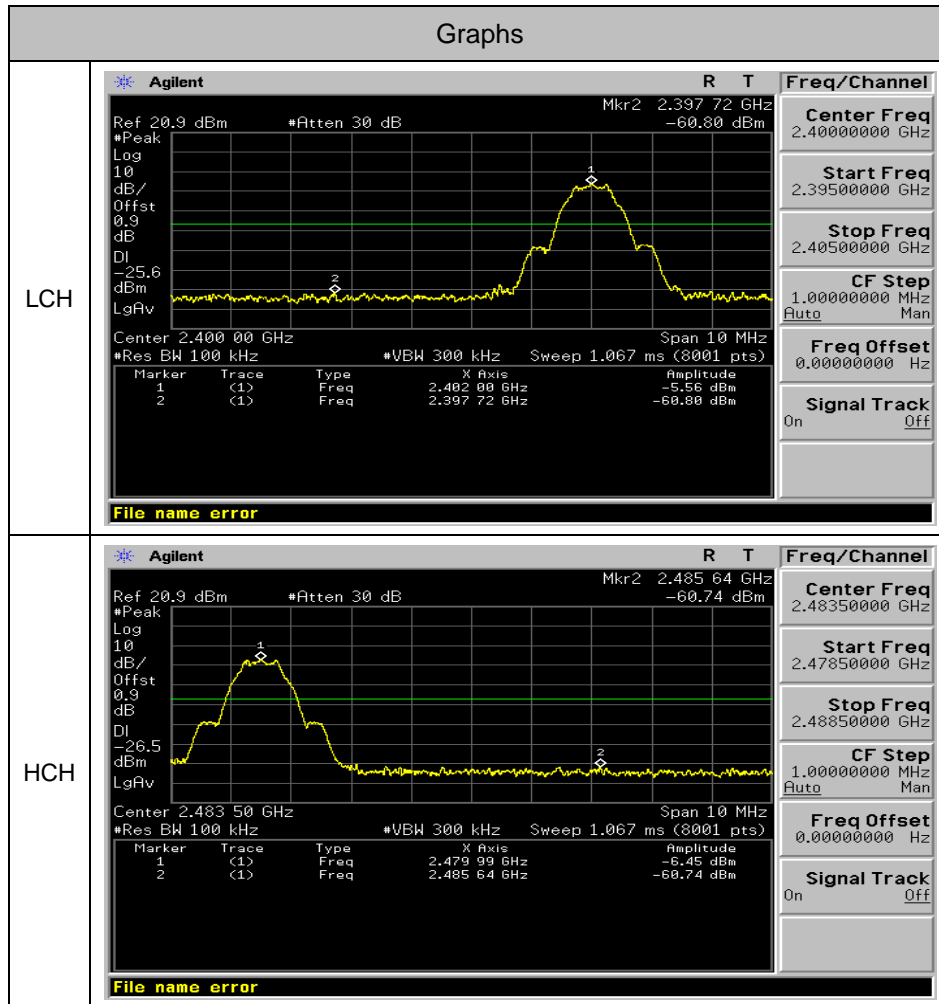 Graphs
LCH
Agilent R T
Mkr2 2.397 72 GHz
Ref 20.9 dBm #Atten 30 dB -60.80 dBm
#Peak
Log
10
dB/
Offst
0.9
dB
DI
-25.6
dBm
LgAv
1
2
Center 2.400 00 GHz Span 10 MHz
#Res BW 100 kHz #VBW 300 kHz Sweep 1.067 ms (8001 pts)
Marker Trace Type X Axis Amplitude
1 (1) Freq 2.402 00 GHz -5.56 dBm
2 (1) Freq 2.397 72 GHz -60.80 dBm
File name error
Freq/Channel
Center Freq
2.40000000 GHz
Start Freq
2.39500000 GHz
Stop Freq
2.40500000 GHz
CF Step
1.00000000 MHz
Auto Man
Freq Offset
0.00000000 Hz
Signal Track
On Off
HCH
Agilent R T
Mkr2 2.485 64 GHz
Ref 20.9 dBm #Atten 30 dB -60.74 dBm
#Peak
Log
10
dB/
Offst
0.9
dB
DI
-26.5
dBm
LgAv
1
2
Center 2.483 50 GHz Span 10 MHz
#Res BW 100 kHz #VBW 300 kHz Sweep 1.067 ms (8001 pts)
Marker Trace Type X Axis Amplitude
1 (1) Freq 2.479 99 GHz -6.45 dBm
2 (1) Freq 2.485 64 GHz -60.74 dBm
File name error
Freq/Channel
Center Freq
2.48350000 GHz
Start Freq
2.47850000 GHz
Stop Freq
2.48850000 GHz
CF Step
1.00000000 MHz
Auto Man
Freq Offset
0.00000000 Hz
Signal Track
On Off